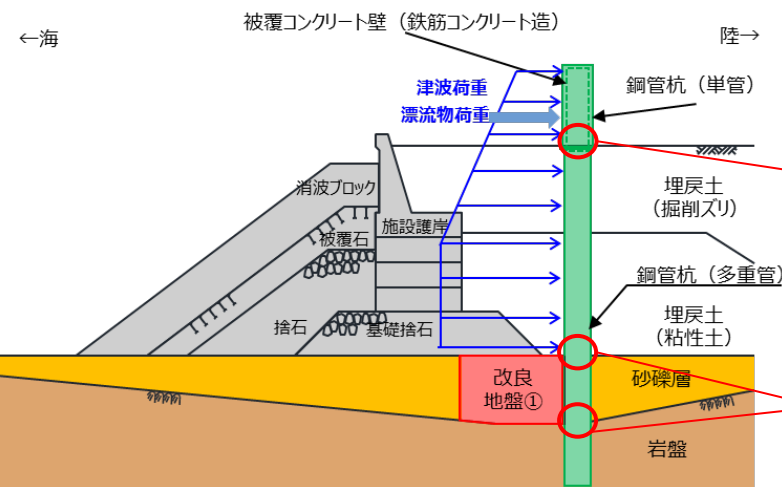 被覆コンクリート壁（鉄筋コンクリート造）
←海
陸→
津波荷重
漂流物荷重
鋼管杭（単管）
消波ブロック
埋戻土
（掘削ズリ）
施設護岸
被覆石
鋼管杭（多重管）
捨石
基礎捨石
埋戻土
（粘性土）
改良
地盤①
砂礫層
岩盤